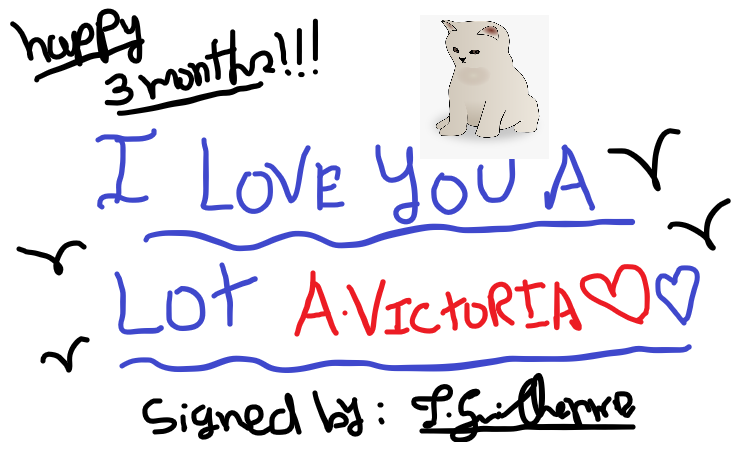 happy
3 months!!!
I LOVE YOU A
LOT A.VICTORIA
Signed by: J.Guilherme